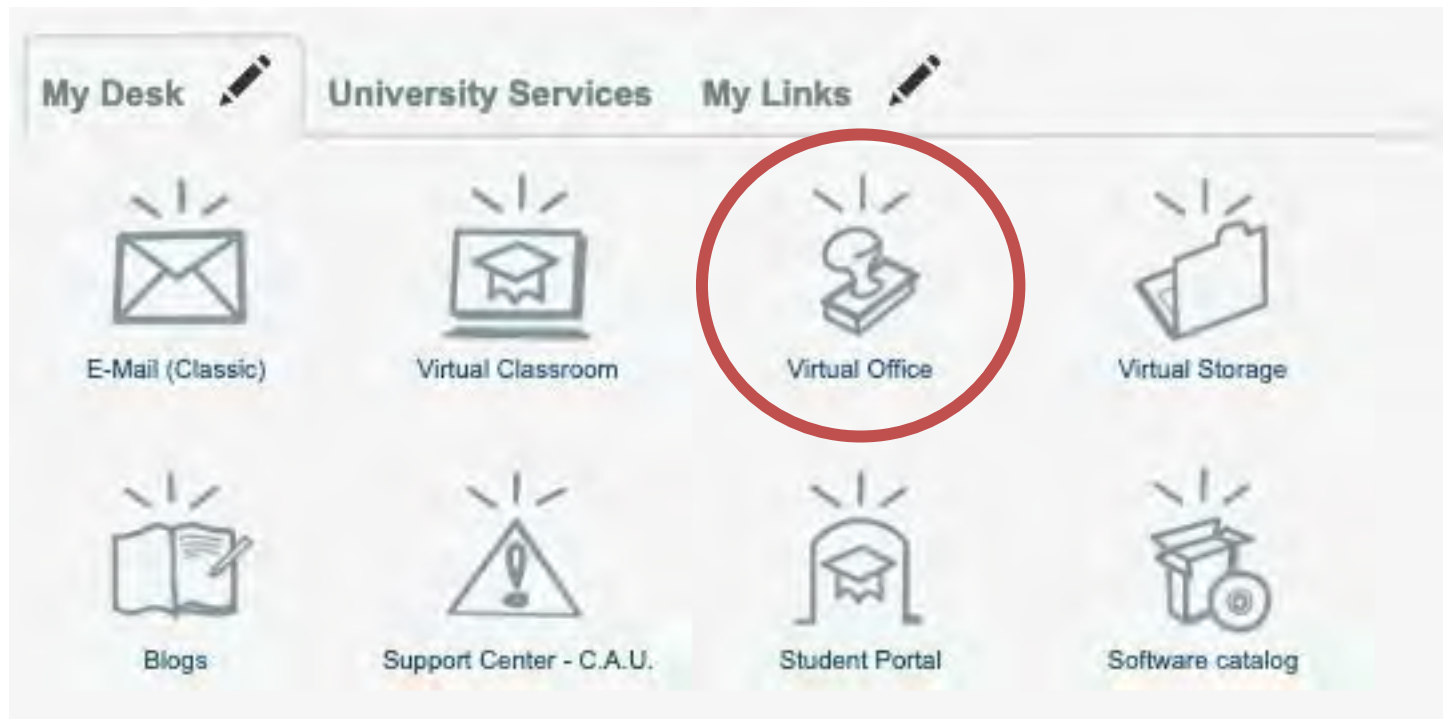 My Desk University Services My Links
E-Mail (Classic) Virtual Classroom Virtual Office Virtual Storage
Blogs Support Center - C.A.U. Student Portal Software catalog